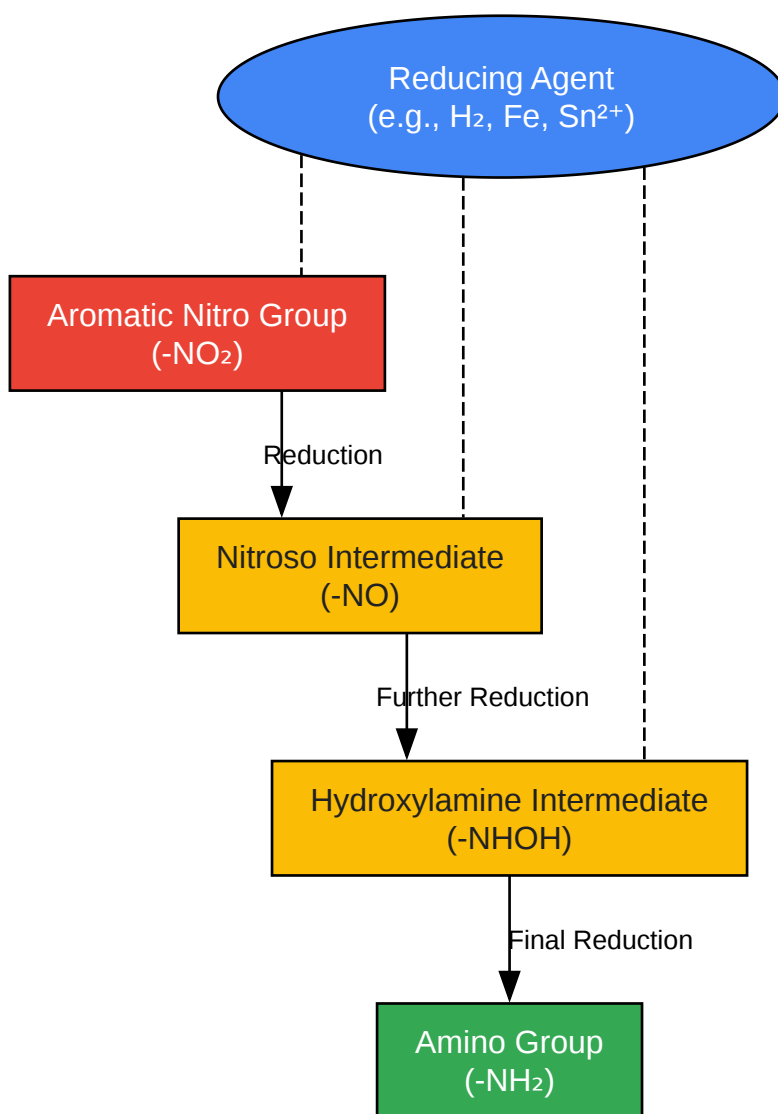 Reducing Agent
(e.g., H₂, Fe, Sn²⁺)
Aromatic Nitro Group
(-NO₂)
Reduction
Nitroso Intermediate
(-NO)
Further Reduction
Hydroxylamine Intermediate
(-NHOH)
Final Reduction
Amino Group
(-NH₂)